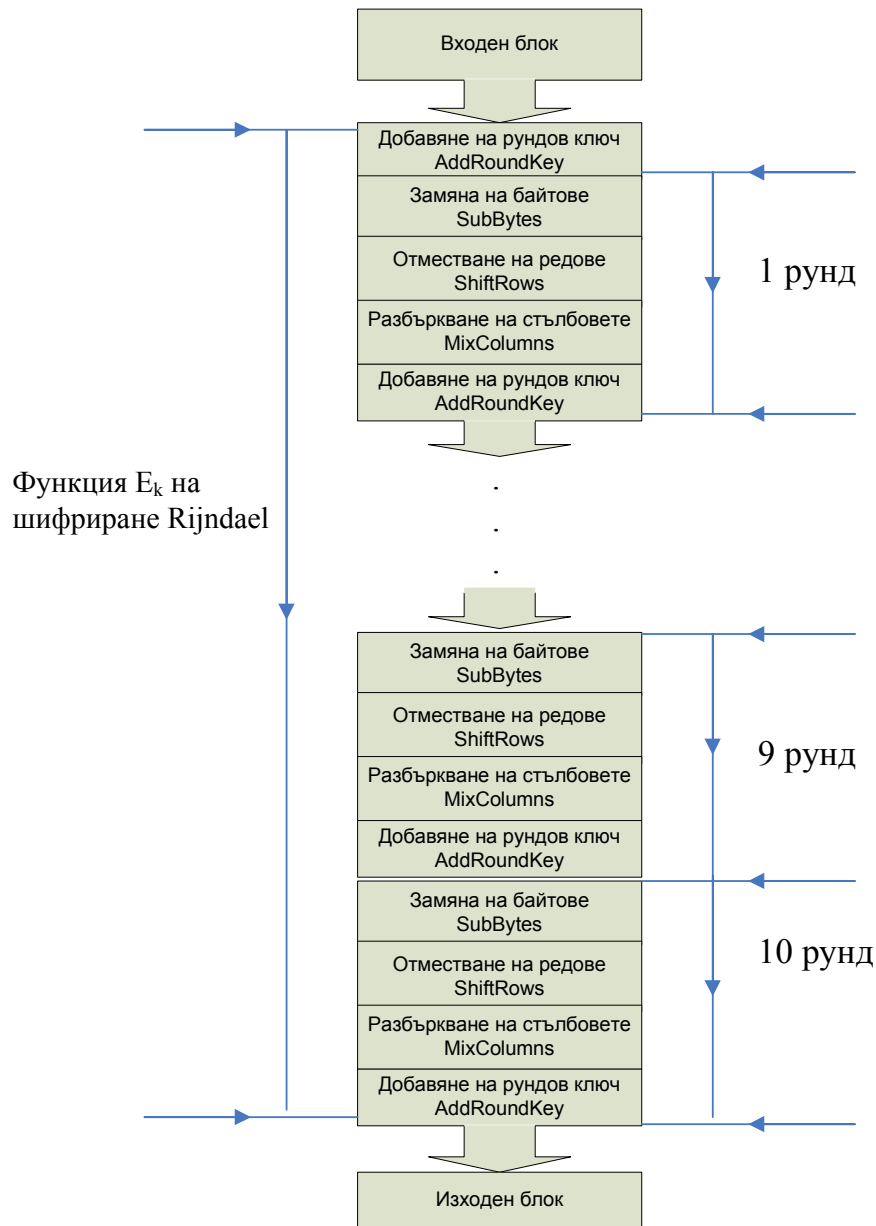 Входен блок
Добавяне на рундов ключ
AddRoundKey
Замяна на байтове
SubBytes
Отместване на редове
ShiftRows
1 рунд
Разбъркване на стълбовете
MixColumns
Добавяне на рундов ключ
AddRoundKey
Функция Ek на
шифриране Rijndael
.
.
.
Замяна на байтове
SubBytes
Отместване на редове
ShiftRows
9 рунд
Разбъркване на стълбовете
MixColumns
Добавяне на рундов ключ
AddRoundKey
Замяна на байтове
SubBytes
Отместване на редове
ShiftRows
10 рунд
Разбъркване на стълбовете
MixColumns
Добавяне на рундов ключ
AddRoundKey
Изходен блок